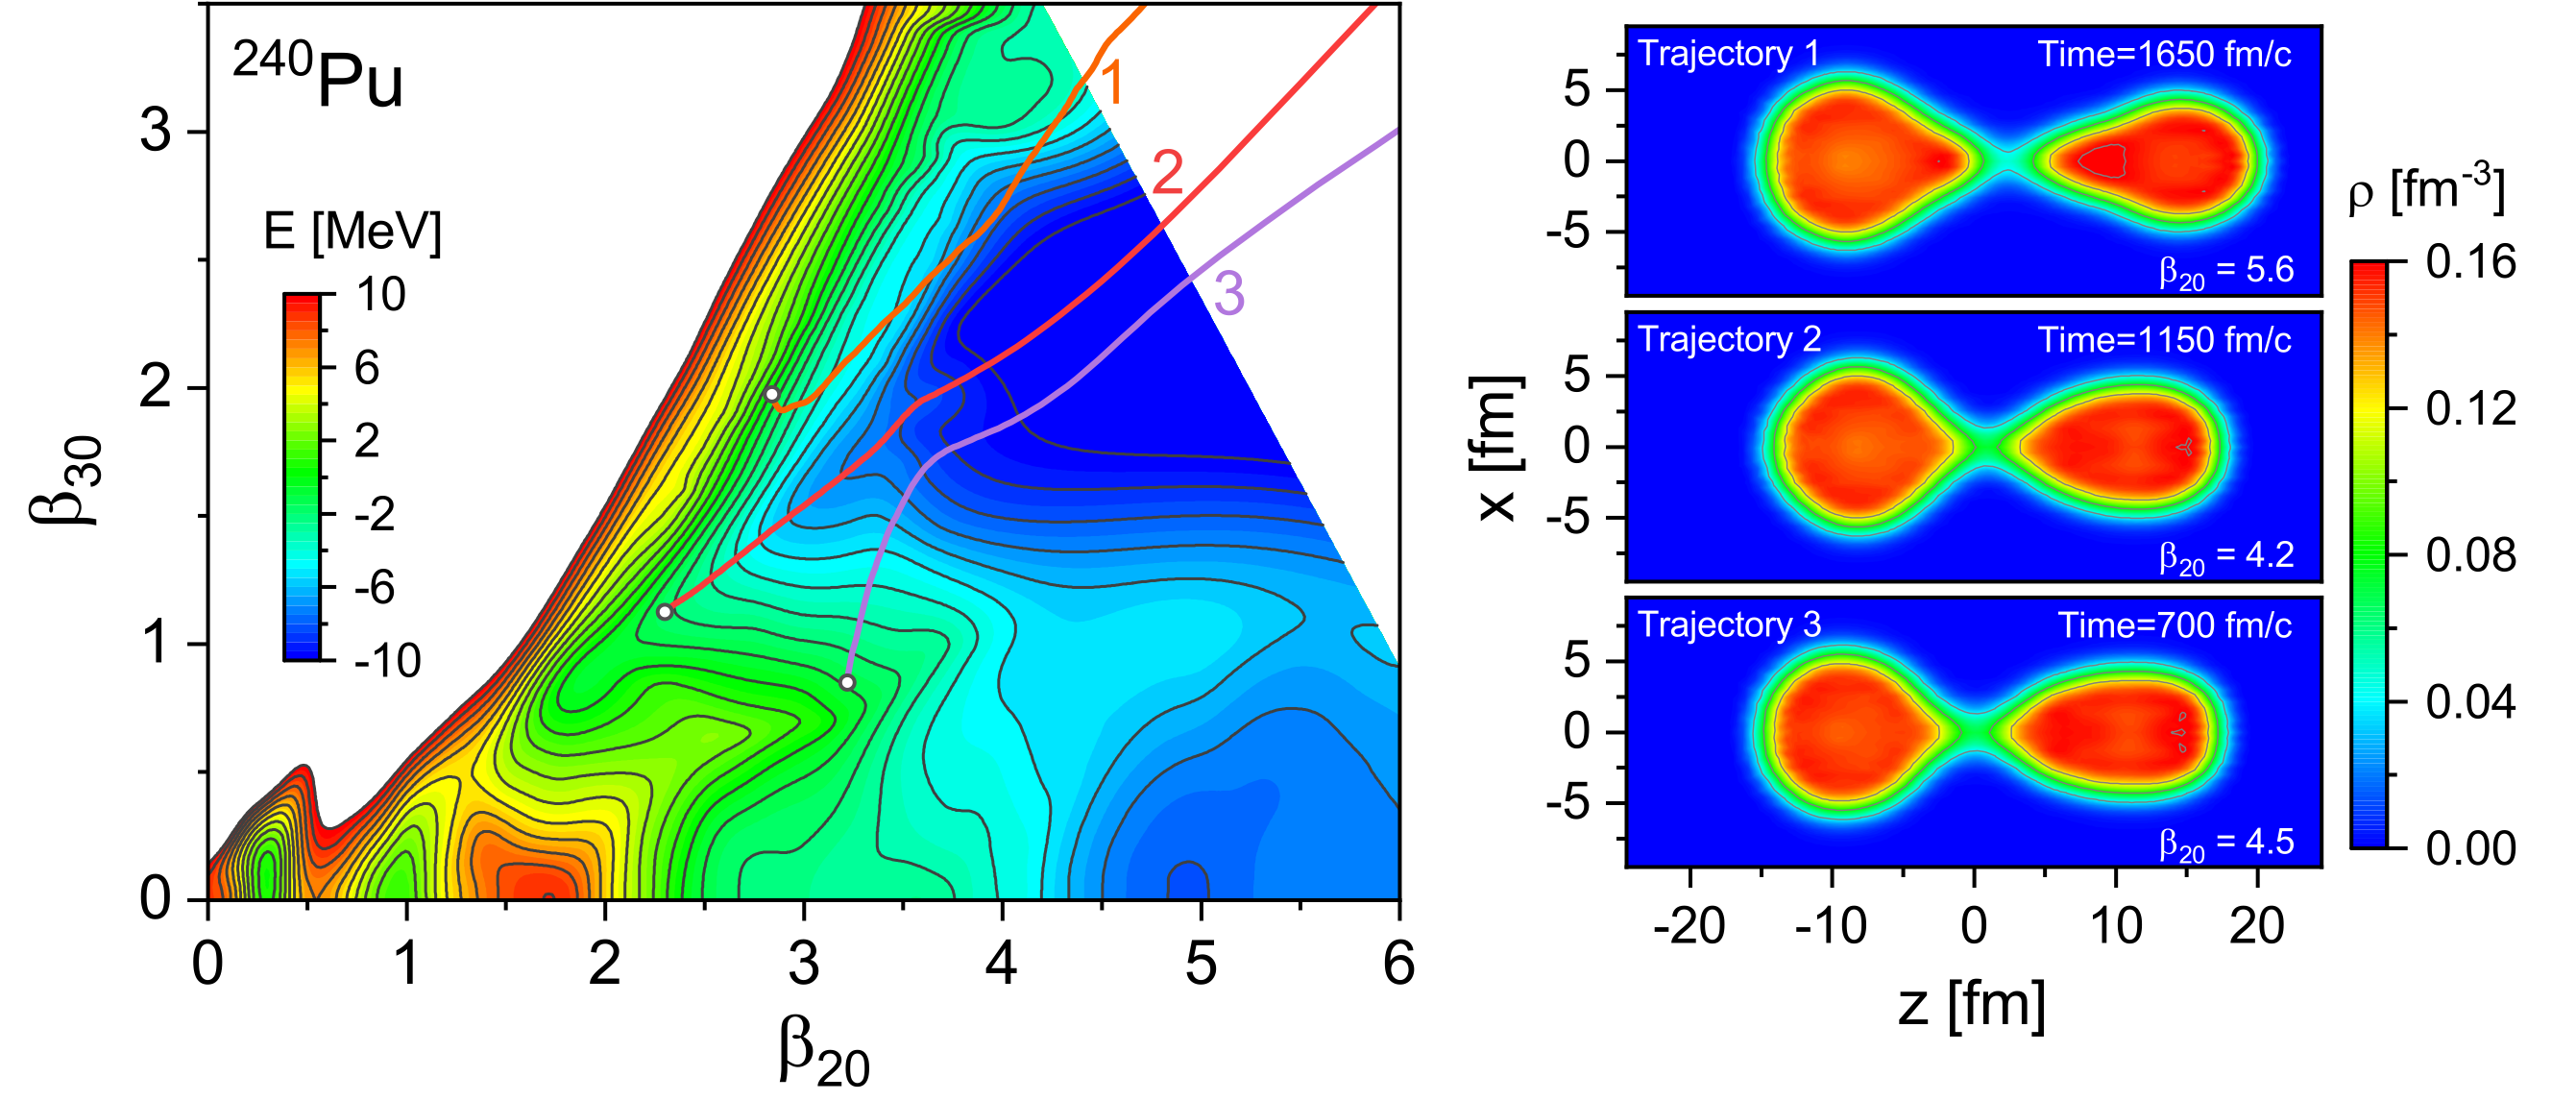 240Pu
E [MeV]
10
6
2
-2
-6
-10
1
2
3
β30
3
2
1
0
0 1 2 3 4 5 6
β20
Trajectory 1 Time=1650 fm/c
β20 = 5.6
Trajectory 2 Time=1150 fm/c
β20 = 4.2
Trajectory 3 Time=700 fm/c
β20 = 4.5
x [fm]
5
0
-5
5
0
-5
5
0
-5
-20 -10 0 10 20
z [fm]
ρ [fm-3]
0.16
0.12
0.08
0.04
0.00